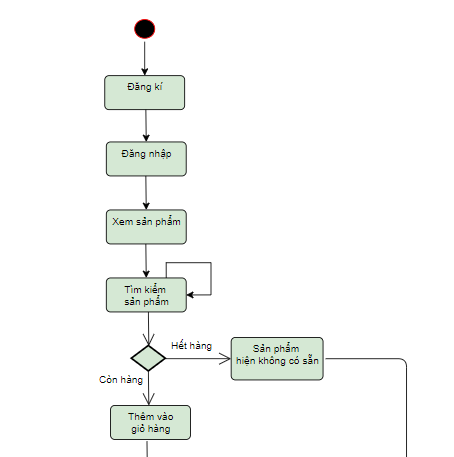 Đăng kí
Đăng nhập
Xem sản phẩm
Tìm kiểm
sản phẩm
Hết hàng
Sản phẩm
hiện không có sẵn
Còn hàng
Thêm vào
giỏ hàng